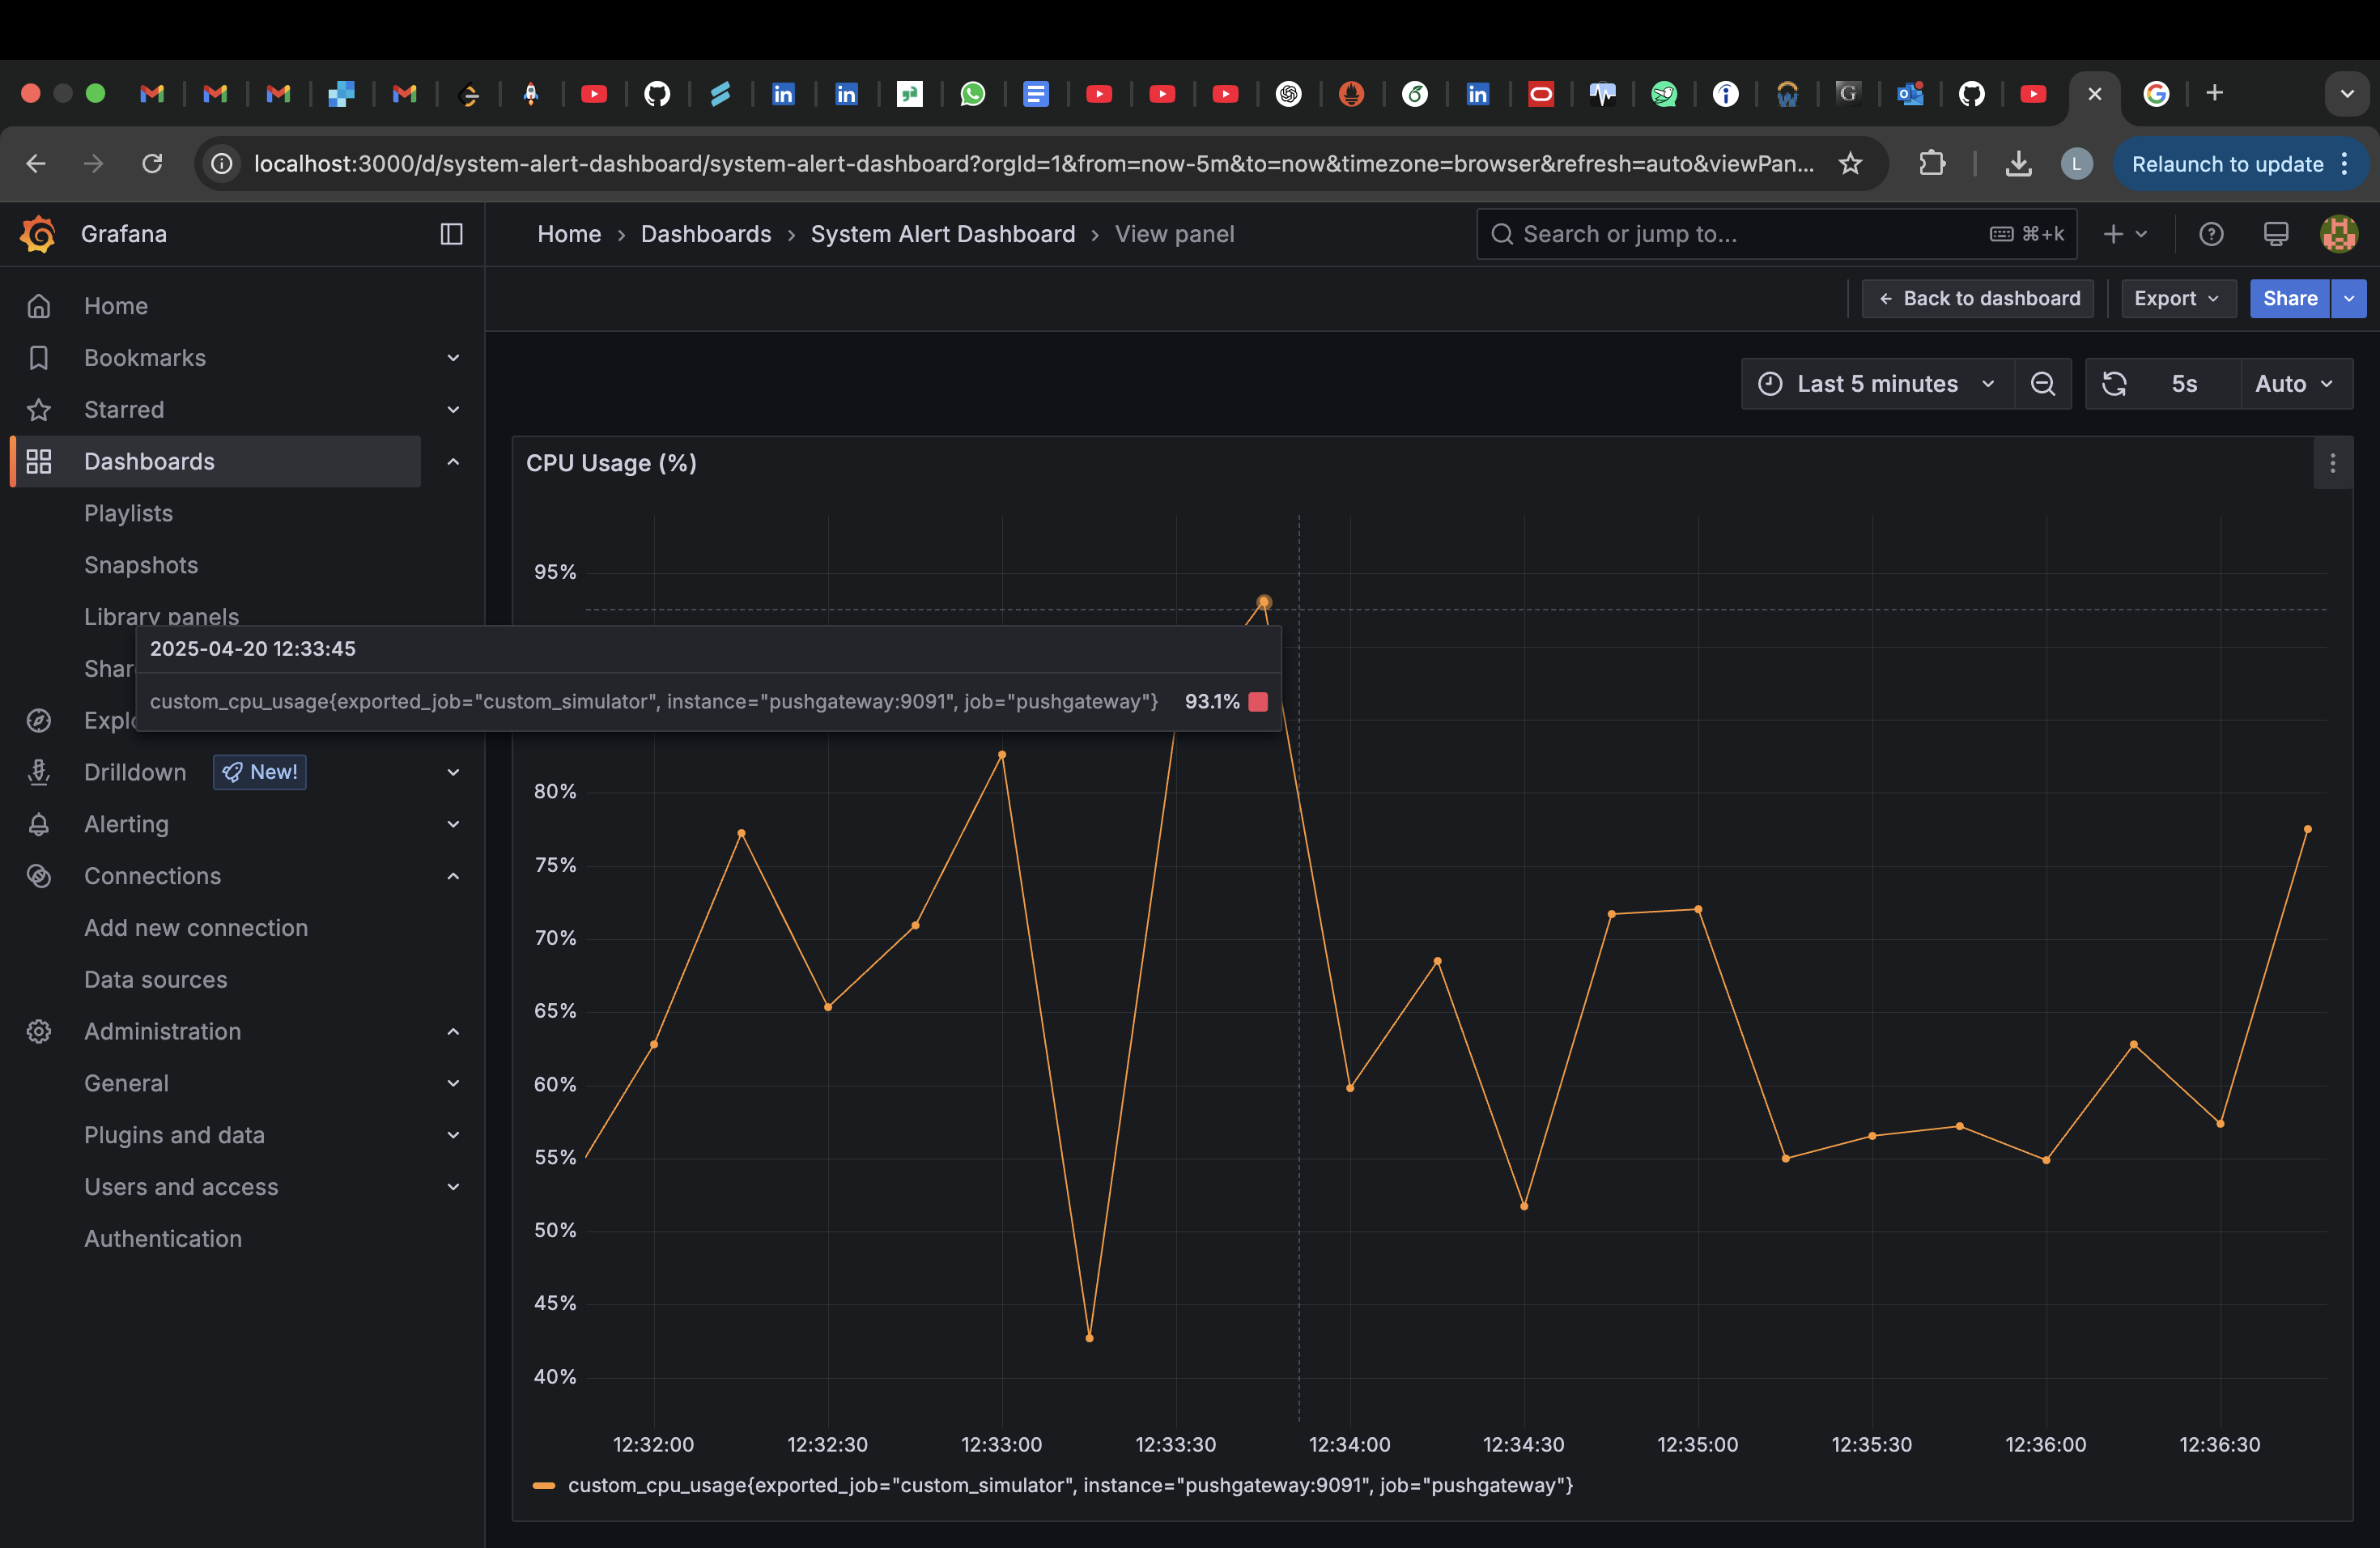 localhost:3000/d/system-alert-dashboard/system-alert-dashboard?orgId=1&from=now-5m&to=now&timezone=browser&refresh=auto&viewPan...
L
Relaunch to update
Grafana
Home › Dashboards › System Alert Dashboard › View panel
Search or jump to...
⌘+k
Home
Bookmarks
Starred
Dashboards
Playlists
Snapshots
Library panels
Shar
Explo
Drilldown
New!
Alerting
Connections
Add new connection
Data sources
Administration
General
Plugins and data
Users and access
Authentication
← Back to dashboard
Export
Share
Last 5 minutes
5s
Auto
CPU Usage (%)
95%
2025-04-20 12:33:45
custom_cpu_usage{exported_job="custom_simulator", instance="pushgateway:9091", job="pushgateway"} 93.1%
80%
75%
70%
65%
60%
55%
50%
45%
40%
12:32:00 12:32:30 12:33:00 12:33:30 12:34:00 12:34:30 12:35:00 12:35:30 12:36:00 12:36:30
custom_cpu_usage{exported_job="custom_simulator", instance="pushgateway:9091", job="pushgateway"}